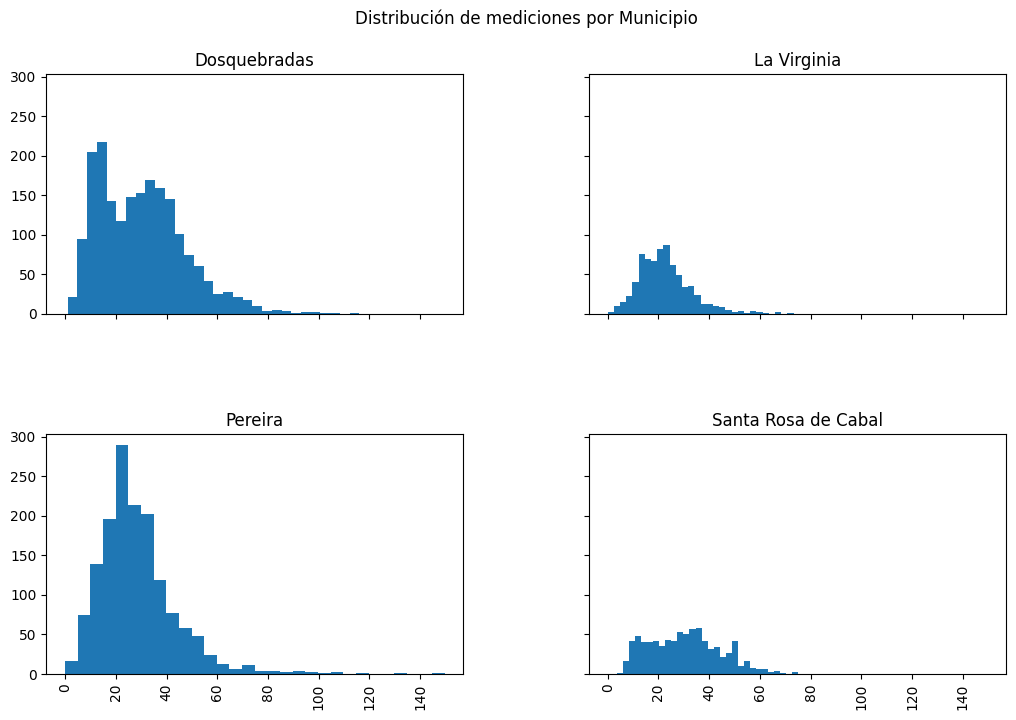 Distribución de mediciones por Municipio
Dosquebradas
La Virginia
300
250
200
150
100
50
0
Pereira
Santa Rosa de Cabal
300
250
200
150
100
50
0
0 20 40 60 80 100 120 140
0 20 40 60 80 100 120 140